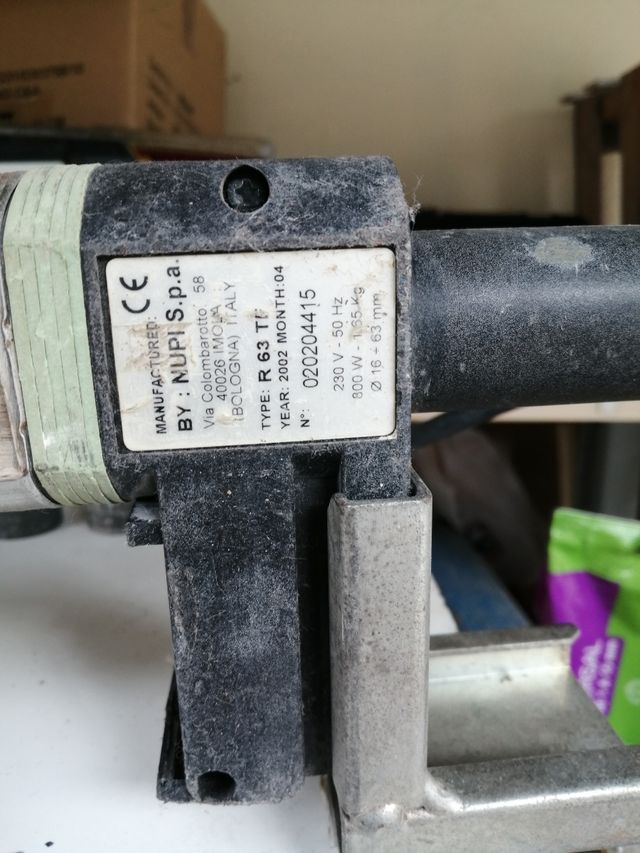 MANUFACTURED:
BY : NUPI S.p.a.
CE
Via Colombarotto 58
40026 IMOLA
(BOLOGNA) ITALY
TYPE: R 63 TF
YEAR: 2002 MONTH:04
N°: 020204415
230 V - 50 Hz
800 W - 1,65 Kg
Ø 16 ÷ 63 mm